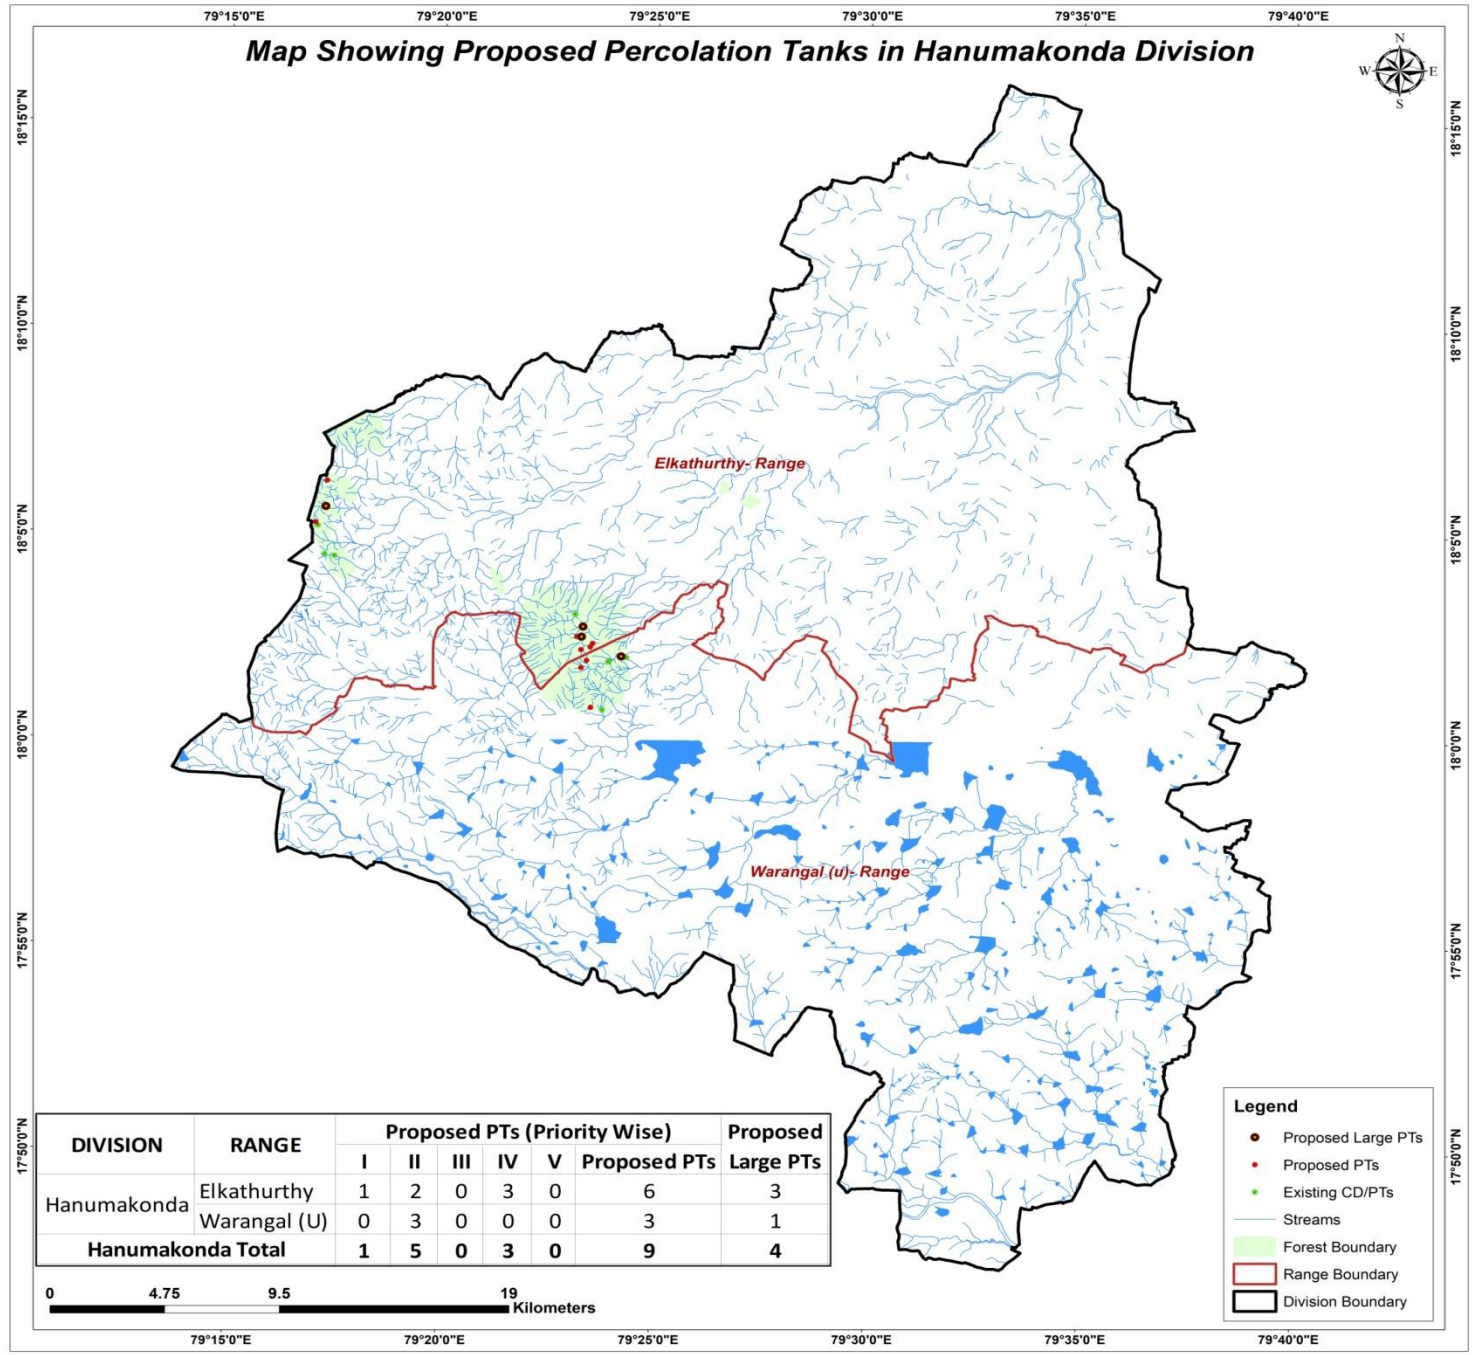 79°15'0"E 79°20'0"E 79°25'0"E 79°30'0"E 79°35'0"E 79°40'0"E
Map Showing Proposed Percolation Tanks in Hanumakonda Division
N
W E
S
18°15'0"N 18°15'0"N
18°10'0"N 18°10'0"N
Elkathurthy- Range
18°5'0"N 18°5'0"N
18°0'0"N 18°0'0"N
Warangal (u)- Range
17°55'0"N 17°55'0"N
17°50'0"N 17°50'0"N
DIVISION RANGE Proposed PTs (Priority Wise) Proposed Large PTs
I II III IV V Proposed PTs
Hanumakonda Elkathurthy 1 2 0 3 0 6 3
Warangal (U) 0 3 0 0 0 3 1
Hanumakonda Total 1 5 0 3 0 9 4
0 4.75 9.5 19
Kilometers
Legend
Proposed Large PTs
Proposed PTs
Existing CD/PTs
Streams
Forest Boundary
Range Boundary
Division Boundary
79°15'0"E 79°20'0"E 79°25'0"E 79°30'0"E 79°35'0"E 79°40'0"E